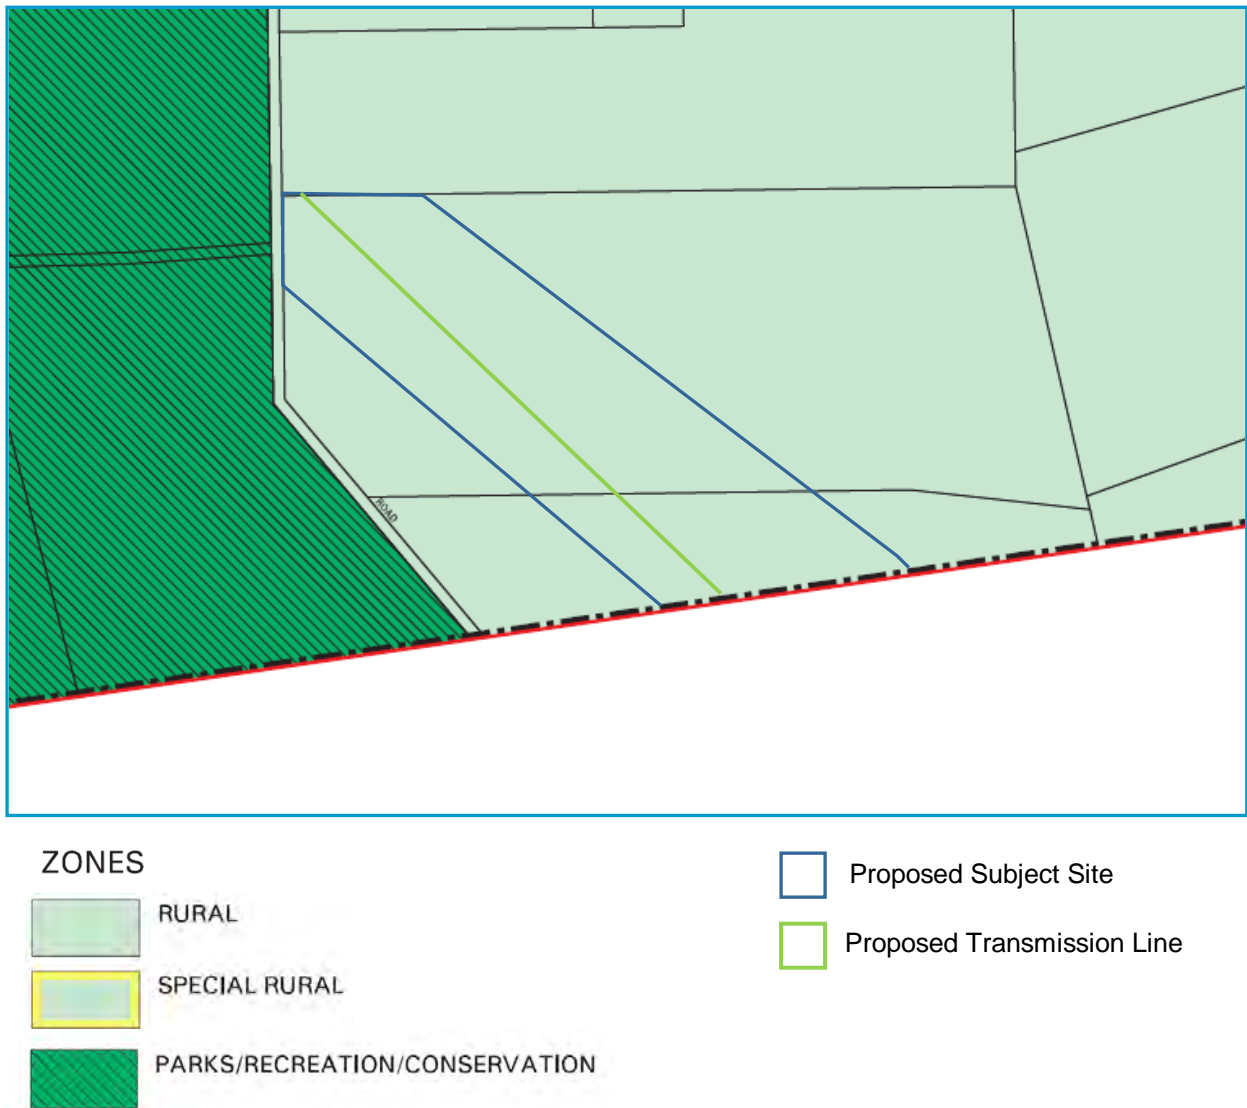 ROAD
ZONES
RURAL
SPECIAL RURAL
PARKS/RECREATION/CONSERVATION
Proposed Subject Site
Proposed Transmission Line